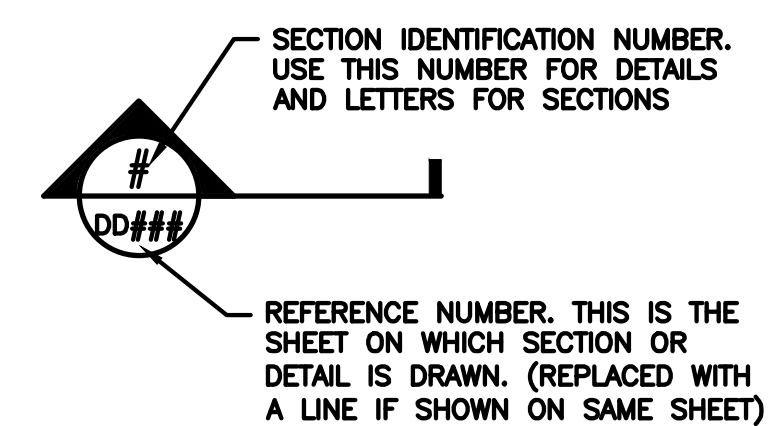 SECTION IDENTIFICATION NUMBER.
USE THIS NUMBER FOR DETAILS
AND LETTERS FOR SECTIONS
#
DD###
REFERENCE NUMBER. THIS IS THE
SHEET ON WHICH SECTION OR
DETAIL IS DRAWN. (REPLACED WITH
A LINE IF SHOWN ON SAME SHEET)